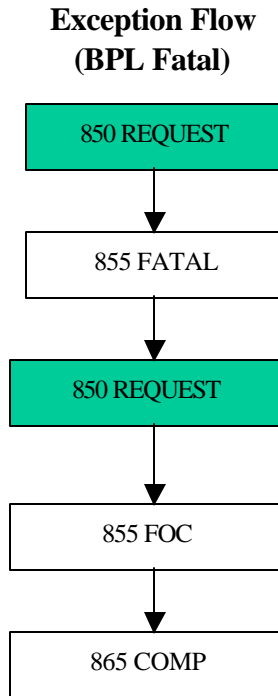 Exception Flow
(BPL Fatal)
850 REQUEST
855 FATAL
850 REQUEST
855 FOC
865 COMP